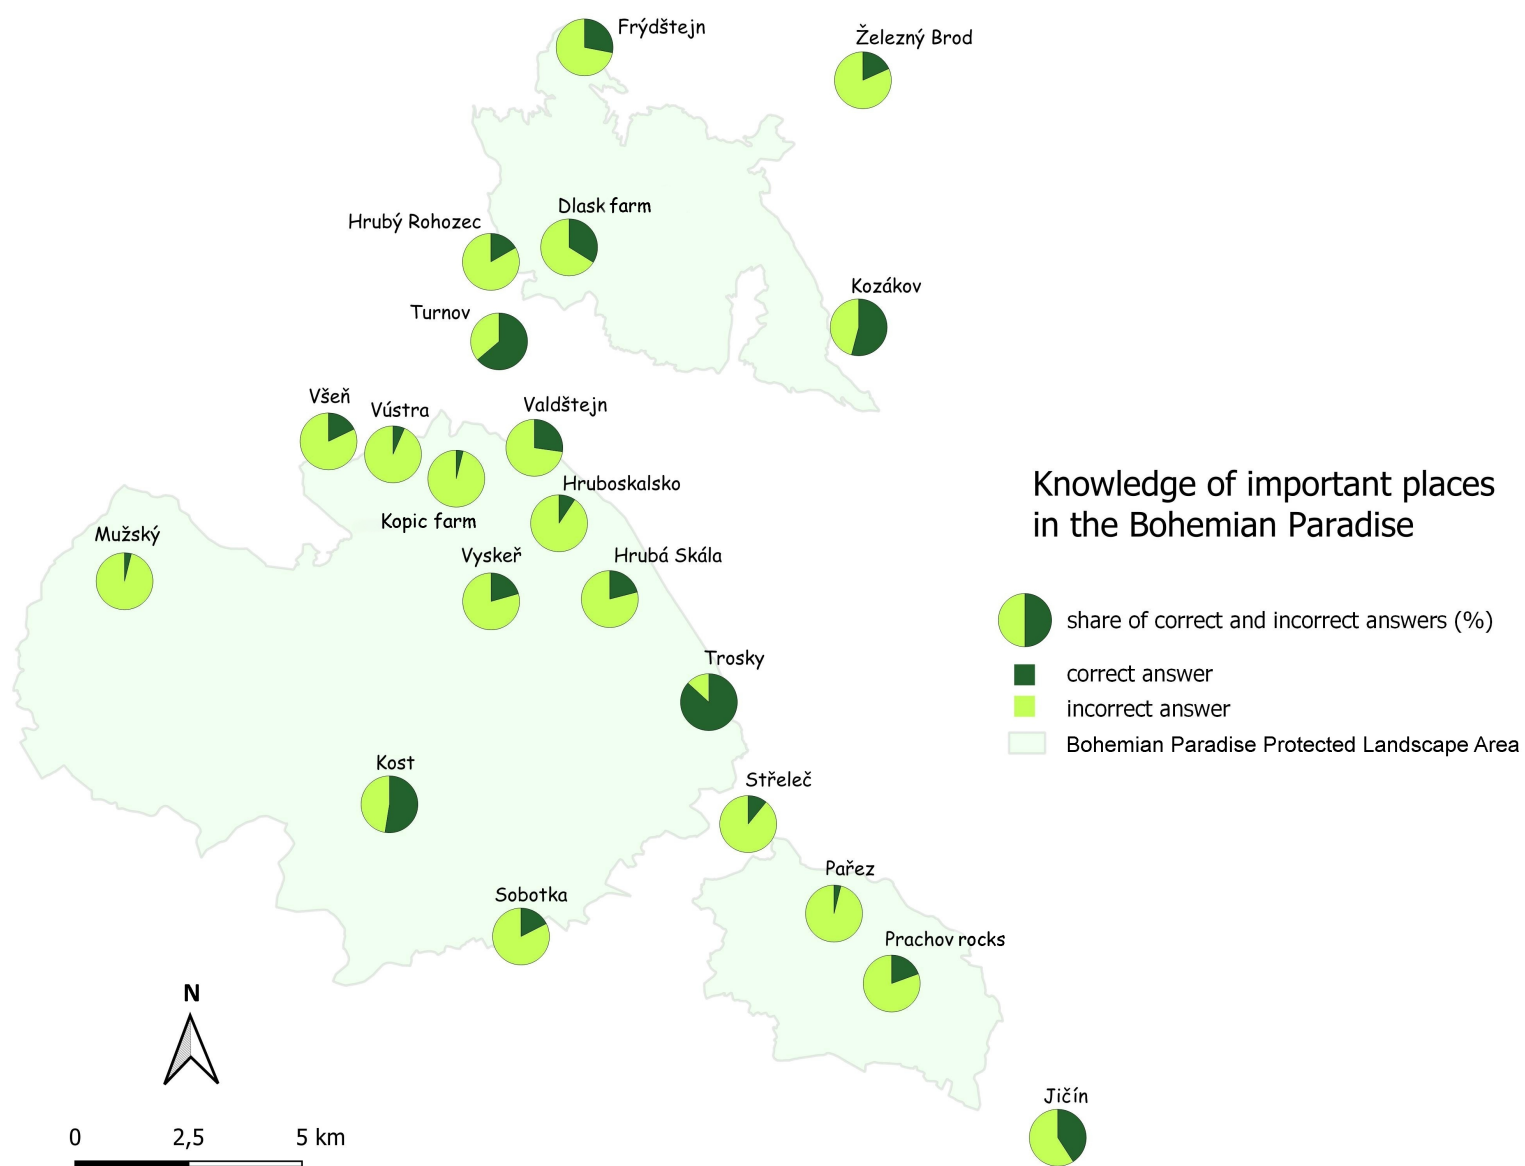 Frýdštejn
Železný Brod
Dlask farm
Hrubý Rohozec
Kozákov
Turnov
Všeň
Vústra
Valdštejn
Hruboskalsko
Kopic farm
Mužský
Vyskeř
Hrubá Skála
Trosky
Kost
Střeleč
Pařez
Sobotka
Prachov rocks
Jičín
Knowledge of important places
in the Bohemian Paradise
share of correct and incorrect answers (%)
correct answer
incorrect answer
Bohemian Paradise Protected Landscape Area
N
0 2,5 5 km